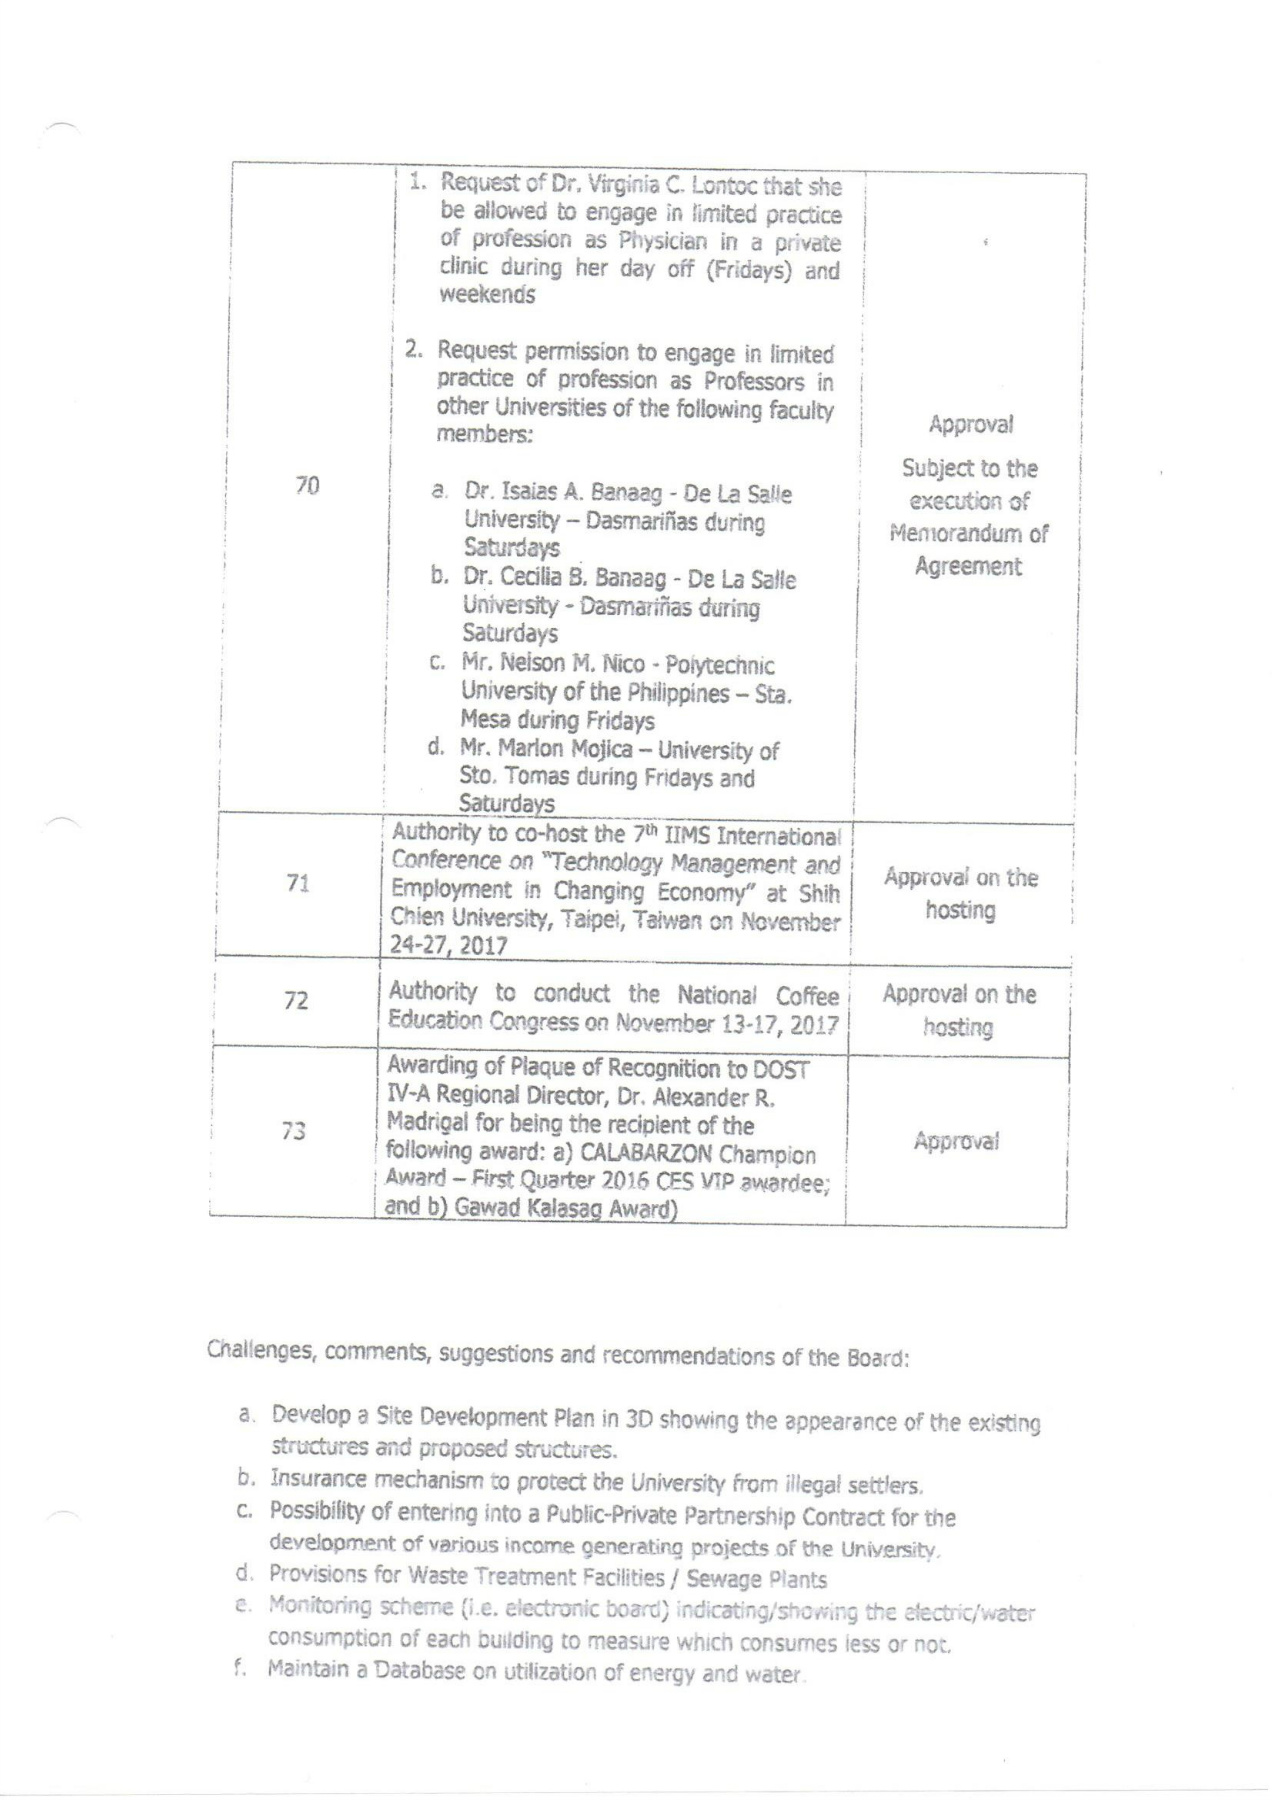 1. Request of Dr. Virginia C. Lontoc that she
be allowed to engage in limited practice
of profession as Physician in a private
clinic during her day off (Fridays) and
weekends
2. Request permission to engage in limited
practice of profession as Professors in
other Universities of the following faculty
members:
70
a. Dr. Isaias A. Banaag - De La Salle
University – Dasmariñas during
Saturdays
b. Dr. Cecilia B. Banaag - De La Salle
University - Dasmariñas during
Saturdays
c. Mr. Nelson M. Nico - Polytechnic
University of the Philippines – Sta.
Mesa during Fridays
d. Mr. Marlon Mojica – University of
Sto. Tomas during Fridays and
Saturdays
Approval
Subject to the
execution of
Memorandum of
Agreement
71
Authority to co-host the 7th IIMS International
Conference on "Technology Management and
Employment in Changing Economy" at Shih
Chien University, Taipei, Taiwan on November
24-27, 2017
Approval on the
hosting
72
Authority to conduct the National Coffee
Education Congress on November 13-17, 2017
Approval on the
hosting
73
Awarding of Plaque of Recognition to DOST
IV-A Regional Director, Dr. Alexander R.
Madrigal for being the recipient of the
following award: a) CALABARZON Champion
Award – First Quarter 2016 CES VIP awardee;
and b) Gawad Kalasag Award)
Approval
Challenges, comments, suggestions and recommendations of the Board:
a. Develop a Site Development Plan in 3D showing the appearance of the existing
structures and proposed structures.
b. Insurance mechanism to protect the University from illegal settlers.
c. Possibility of entering into a Public-Private Partnership Contract for the
development of various income generating projects of the University.
d. Provisions for Waste Treatment Facilities / Sewage Plants
e. Monitoring scheme (i.e. electronic board) indicating/showing the electric/water
consumption of each building to measure which consumes less or not.
f. Maintain a Database on utilization of energy and water.